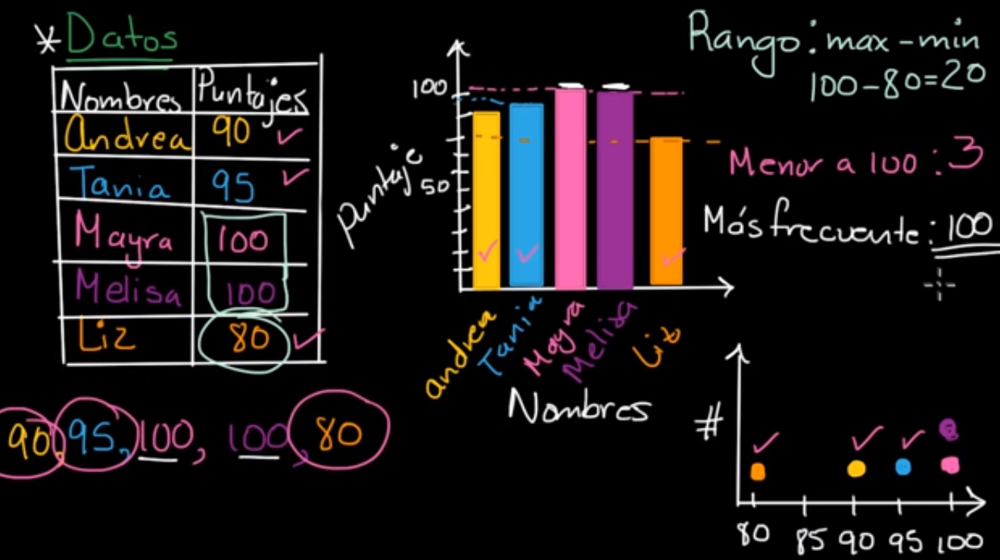 * Datos
Nombres Puntajes
Andrea 90
Tania 95
Mayra 100
Melisa 100
Liz 80
90, 95, 100, 100, 80
Puntaje
100
50
Andrea Tania Mayra Melisa Liz
Nombres
Rango: max - min
100 - 80 = 20
Menor a 100: 3
Más frecuente: 100
#
80 85 90 95 100